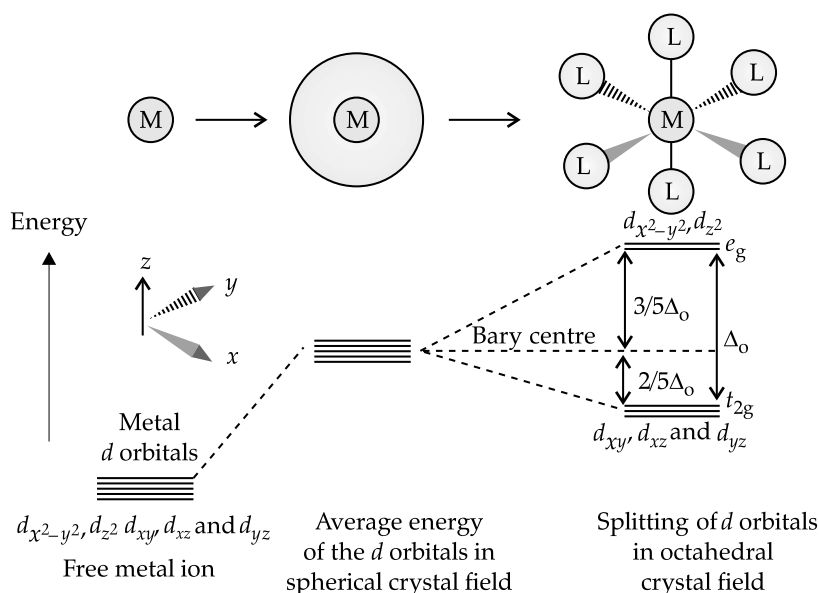 L
L L
M M M
L L
L
Energy
d_{x²−y²}, d_{z²}
e_g
z
y
3/5Δ_o
Bary centre
Δ_o
x
2/5Δ_o
t_{2g}
Metal
d orbitals
d_{xy}, d_{xz} and d_{yz}
d_{x²−y²}, d_{z²} d_{xy}, d_{xz} and d_{yz}
Free metal ion
Average energy
of the d orbitals in
spherical crystal field
Splitting of d orbitals
in octahedral
crystal field